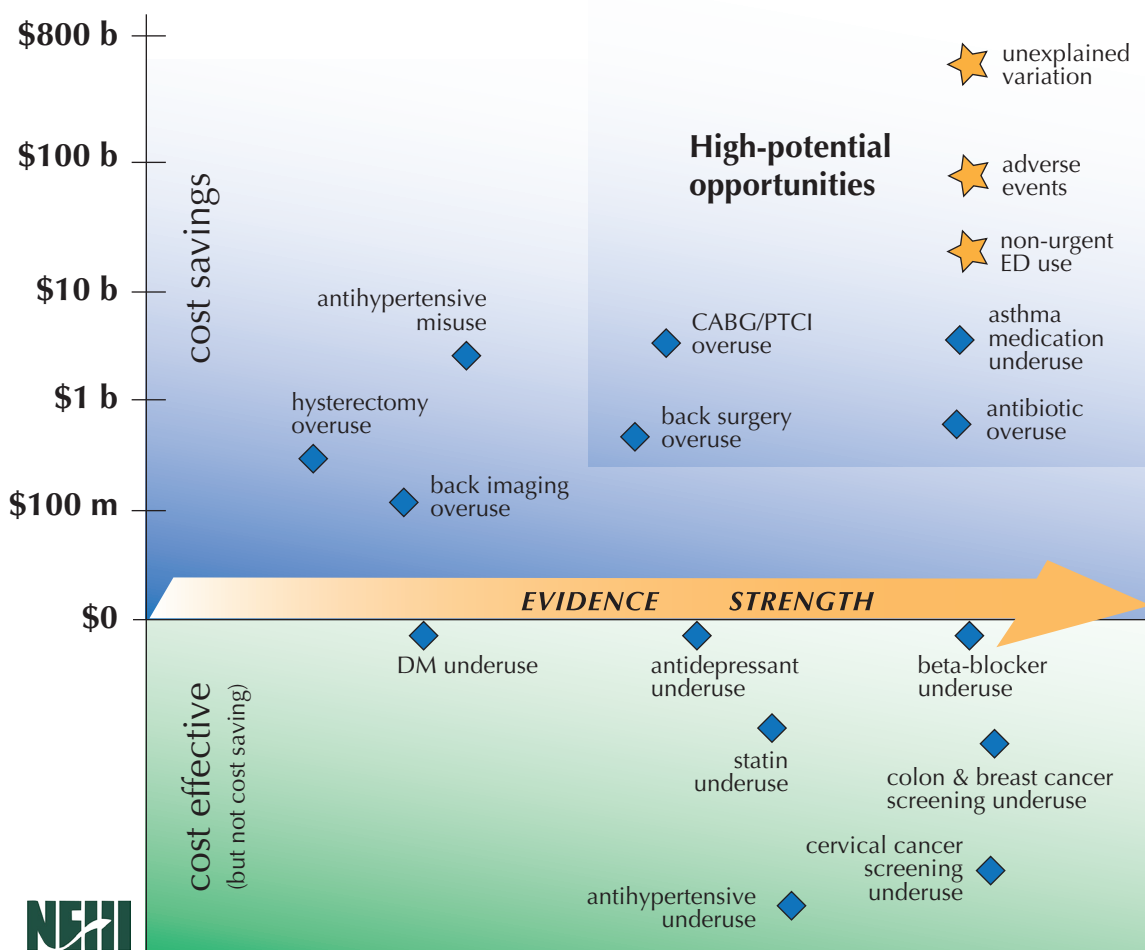 $800 b
$100 b
$10 b
$1 b
$100 m
$0
cost savings
cost effective
(but not cost saving)
High-potential
opportunities
unexplained
variation
adverse
events
non-urgent
ED use
asthma
medication
underuse
antibiotic
overuse
CABG/PTCI
overuse
back surgery
overuse
antihypertensive
misuse
hysterectomy
overuse
back imaging
overuse
EVIDENCE STRENGTH
DM underuse
antidepressant
underuse
beta-blocker
underuse
statin
underuse
colon & breast cancer
screening underuse
cervical cancer
screening
underuse
antihypertensive
underuse
NEHI